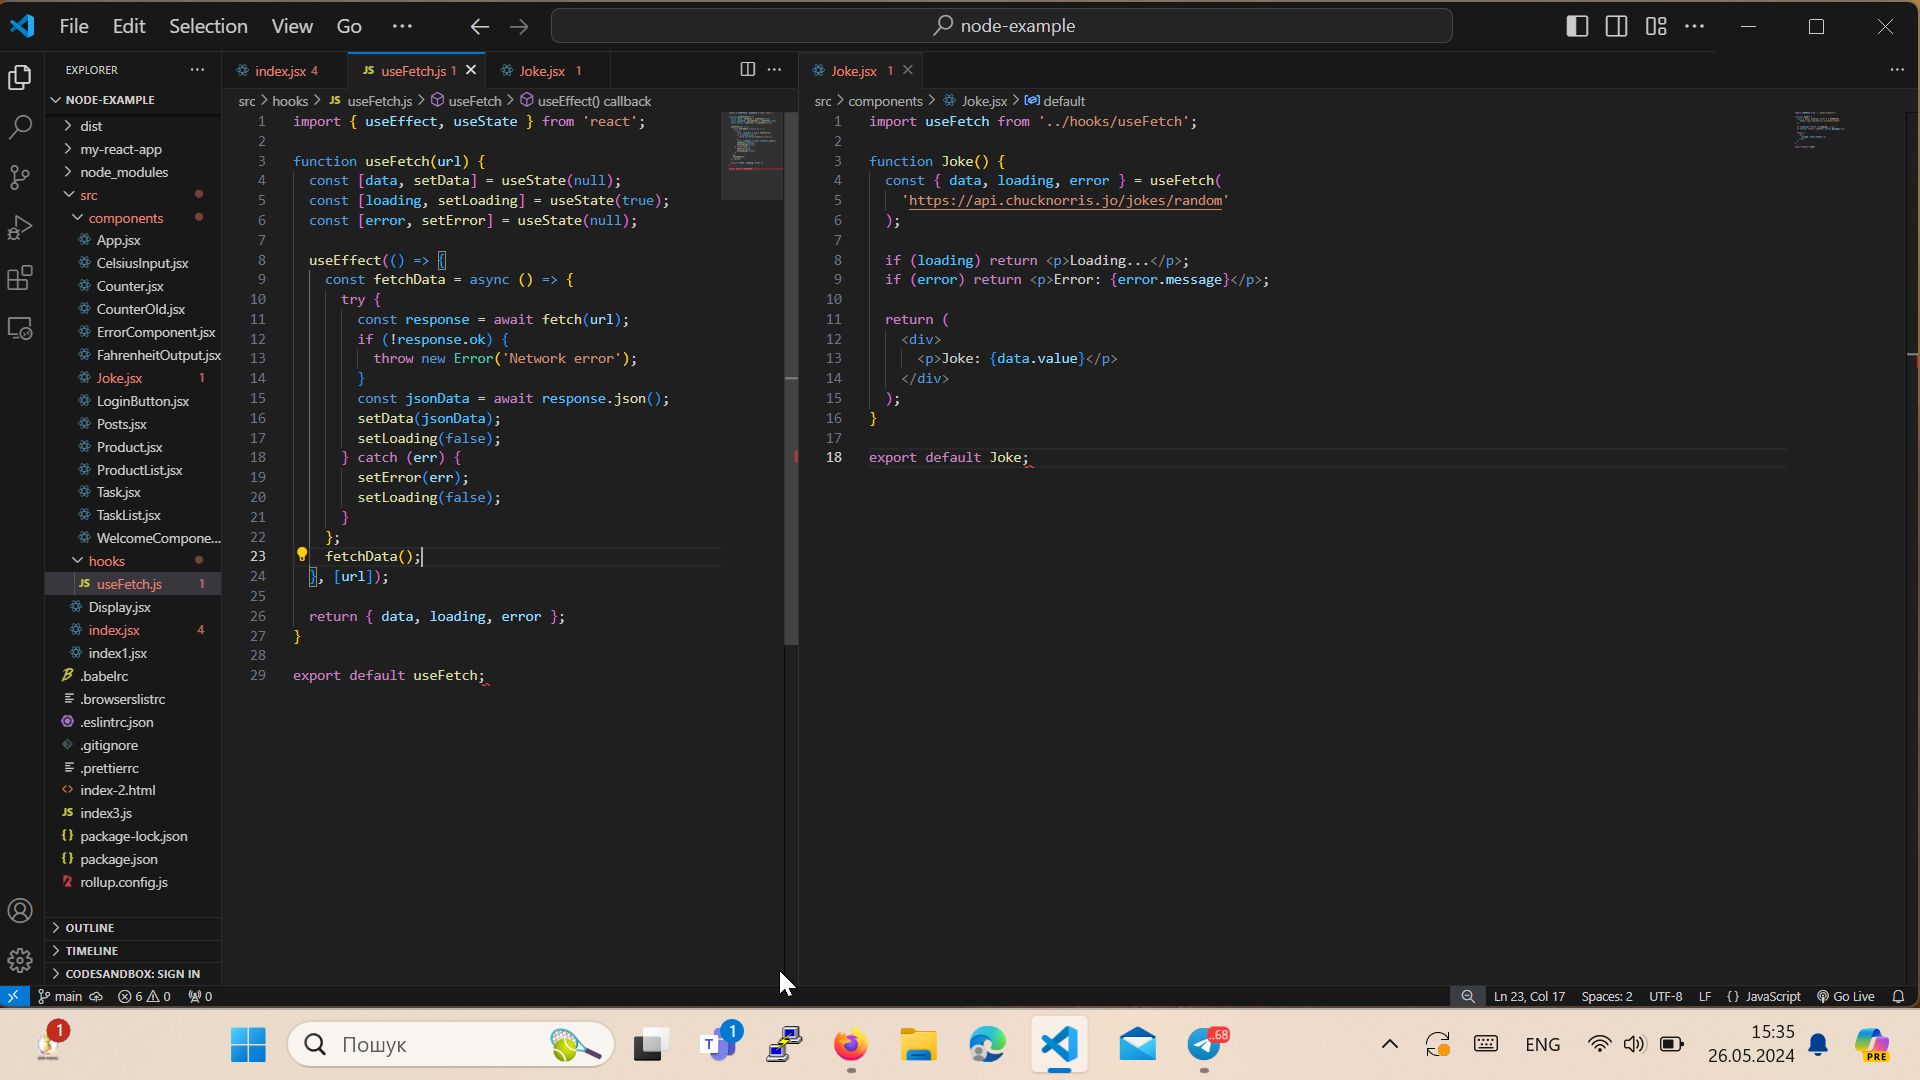 File Edit Selection View Go ...
node-example
EXPLORER
NODE-EXAMPLE
dist
my-react-app
node_modules
src
components
App.jsx
CelsiusInput.jsx
Counter.jsx
CounterOld.jsx
ErrorComponent.jsx
FahrenheitOutput.jsx
Joke.jsx 1
LoginButton.jsx
Posts.jsx
Product.jsx
ProductList.jsx
Task.jsx
TaskList.jsx
WelcomeCompone...
hooks
JS useFetch.js 1
Display.jsx
index.jsx 4
index1.jsx
.babelrc
.browserslistrc
.eslintrc.json
.gitignore
.prettierrc
index-2.html
JS index3.js
package-lock.json
package.json
rollup.config.js
OUTLINE
TIMELINE
CODESANDBOX: SIGN IN
index.jsx 4 JS useFetch.js 1 Joke.jsx 1
src > hooks > JS useFetch.js > useFetch > useEffect() callback
1 import { useEffect, useState } from 'react';
2
3 function useFetch(url) {
4 const [data, setData] = useState(null);
5 const [loading, setLoading] = useState(true);
6 const [error, setError] = useState(null);
7
8 useEffect(() => {
9 const fetchData = async () => {
10 try {
11 const response = await fetch(url);
12 if (!response.ok) {
13 throw new Error('Network error');
14 }
15 const jsonData = await response.json();
16 setData(jsonData);
17 setLoading(false);
18 } catch (err) {
19 setError(err);
20 setLoading(false);
21 }
22 };
23 fetchData();
24 }, [url]);
25
26 return { data, loading, error };
27 }
28
29 export default useFetch;
Joke.jsx 1
src > components > Joke.jsx > default
1 import useFetch from '../hooks/useFetch';
2
3 function Joke() {
4 const { data, loading, error } = useFetch(
5 'https://api.chucknorris.jo/jokes/random'
6 );
7
8 if (loading) return <p>Loading...</p>;
9 if (error) return <p>Error: {error.message}</p>;
10
11 return (
12 <div>
13 <p>Joke: {data.value}</p>
14 </div>
15 );
16 }
17
18 export default Joke;
main 6 0 0
Ln 23, Col 17 Spaces: 2 UTF-8 LF {} JavaScript Go Live
1
Пошук
T 1
..68
ENG
15:35
26.05.2024
PRE